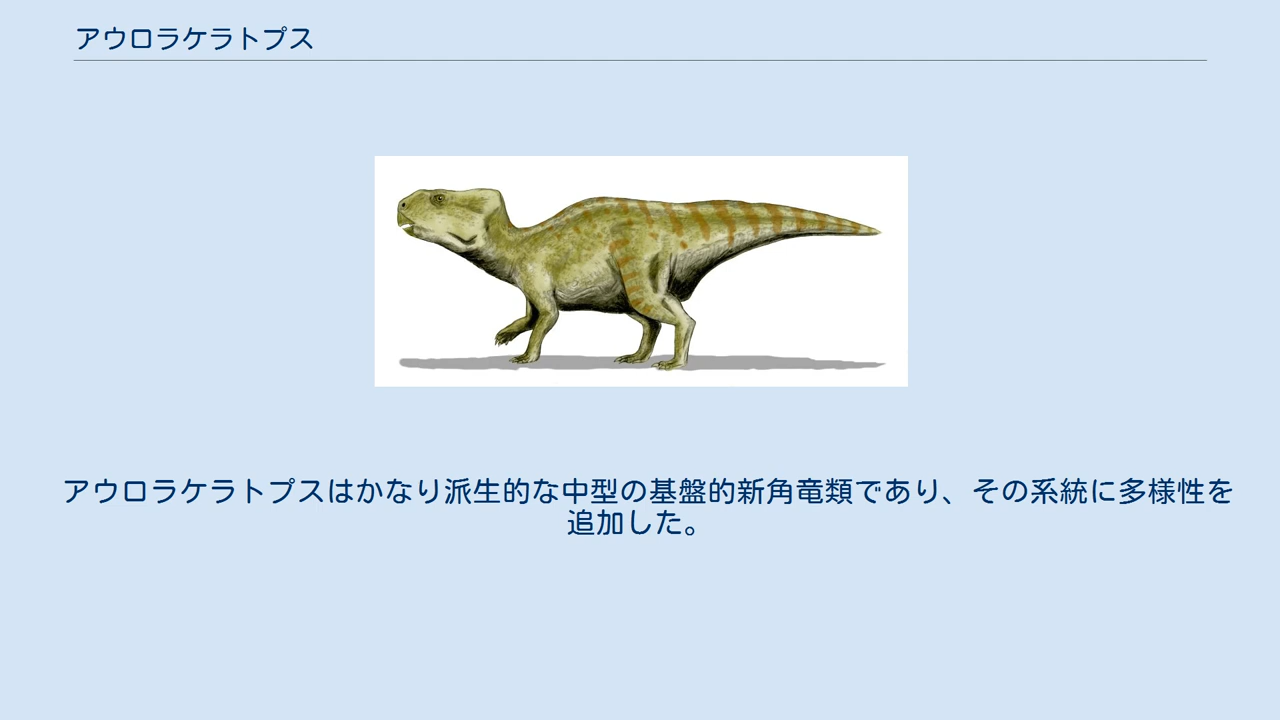 アウロラケラトプス
アウロラケラトプスはかなり派生的な中型の基盤的新角竜類であり、その系統に多様性を
追加した。